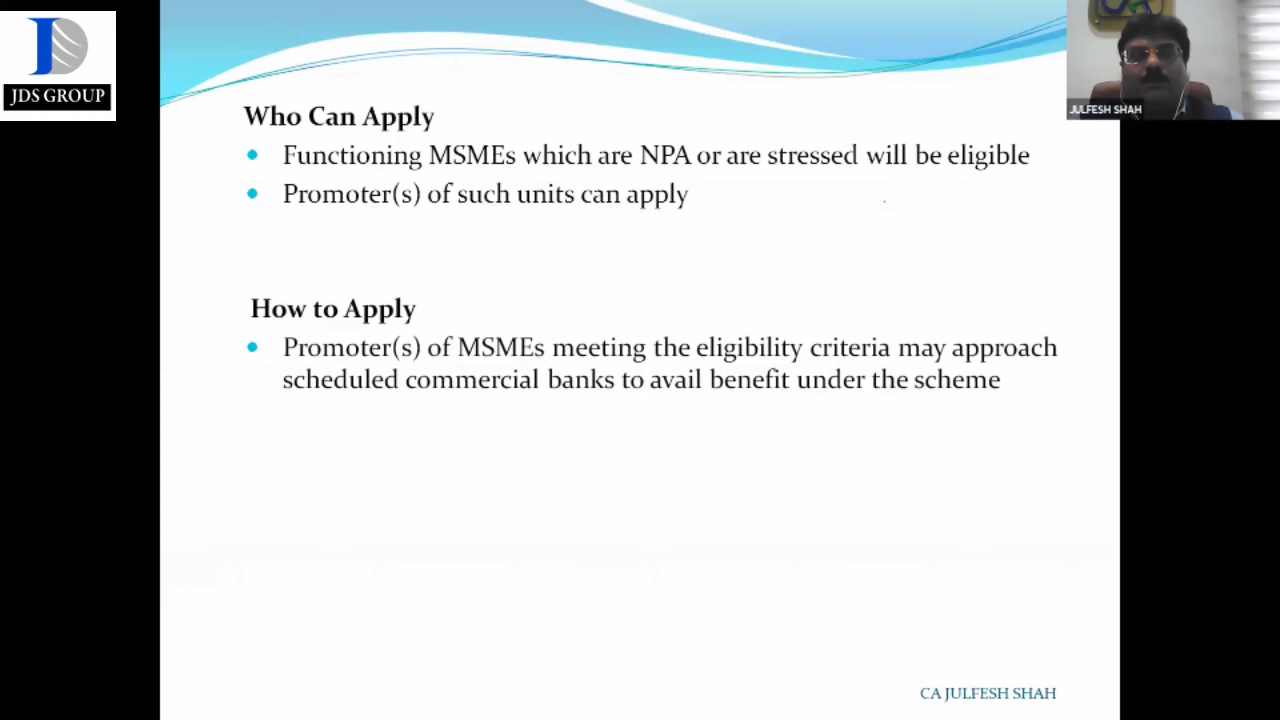 JDS GROUP
JULFESH SHAH
Who Can Apply
Functioning MSMEs which are NPA or are stressed will be eligible
Promoter(s) of such units can apply
How to Apply
Promoter(s) of MSMEs meeting the eligibility criteria may approach
scheduled commercial banks to avail benefit under the scheme
CA JULFESH SHAH